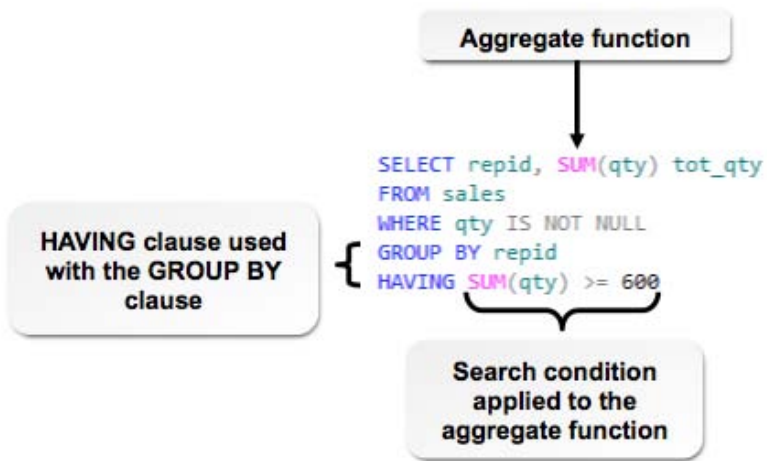 Aggregate function
SELECT repid, SUM(qty) tot_qty
FROM sales
WHERE qty IS NOT NULL
GROUP BY repid
HAVING SUM(qty) >= 600
HAVING clause used
with the GROUP BY
clause
Search condition
applied to the
aggregate function